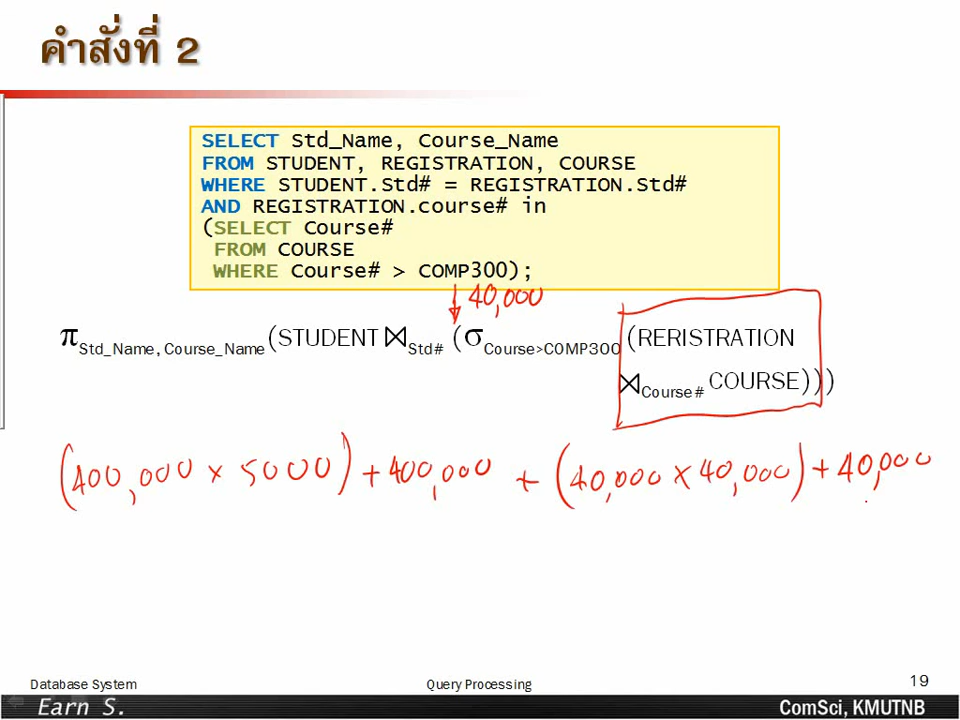 คำสั่งที่ 2
SELECT Std_Name, Course_Name
FROM STUDENT, REGISTRATION, COURSE
WHERE STUDENT.Std# = REGISTRATION.Std#
AND REGISTRATION.course# in
(SELECT Course#
FROM COURSE
WHERE Course# > COMP300);
↓ 40,000
π Std_Name, Course_Name (STUDENT ⋈ Std# (σ Course>COMP300 (RERISTRATION
⋈ Course# COURSE)))
(400,000 × 5000) + 400,000 + (40,000 × 40,000) + 40,000
Database System Query Processing 19
Earn S. ComSci, KMUTNB